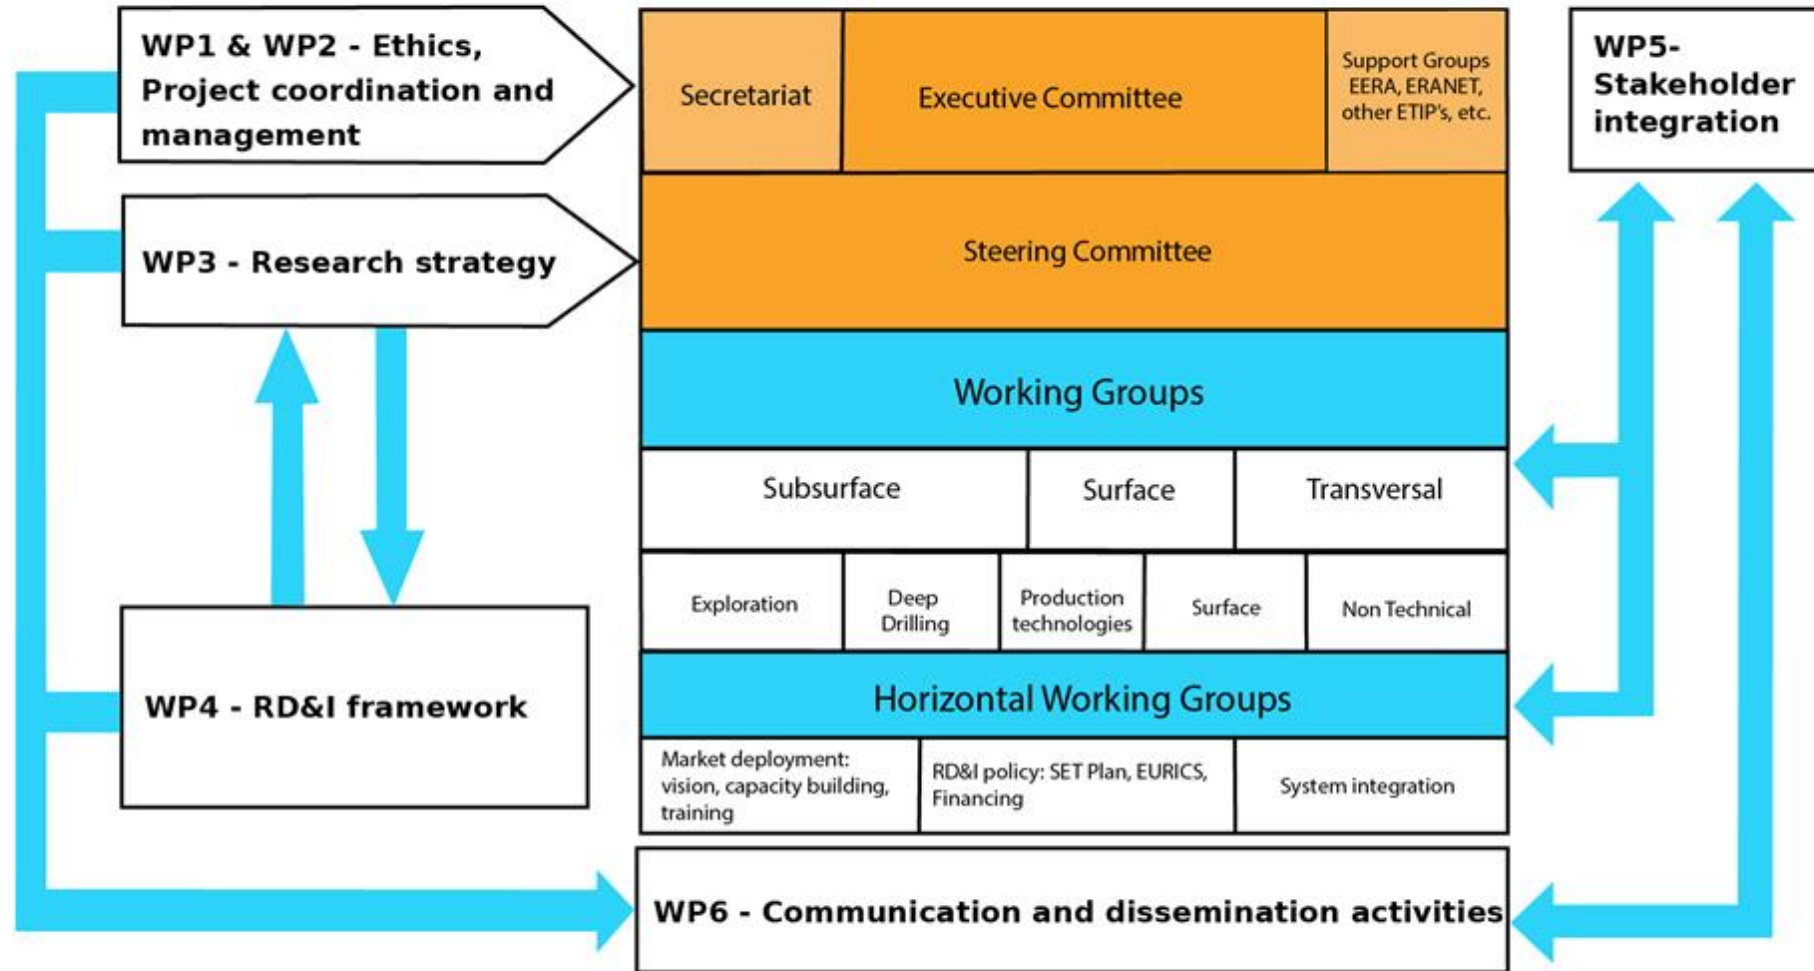 WP1 & WP2 - Ethics,
Project coordination and
management
Secretariat
Executive Committee
Support Groups
EERA, ERANET,
other ETIP's, etc.
WP5-
Stakeholder
integration
WP3 - Research strategy
Steering Committee
Working Groups
Subsurface
Surface
Transversal
Exploration
Deep
Drilling
Production
technologies
Surface
Non Technical
WP4 - RD&I framework
Horizontal Working Groups
Market deployment:
vision, capacity building,
training
RD&I policy: SET Plan, EURICS,
Financing
System integration
WP6 - Communication and dissemination activities